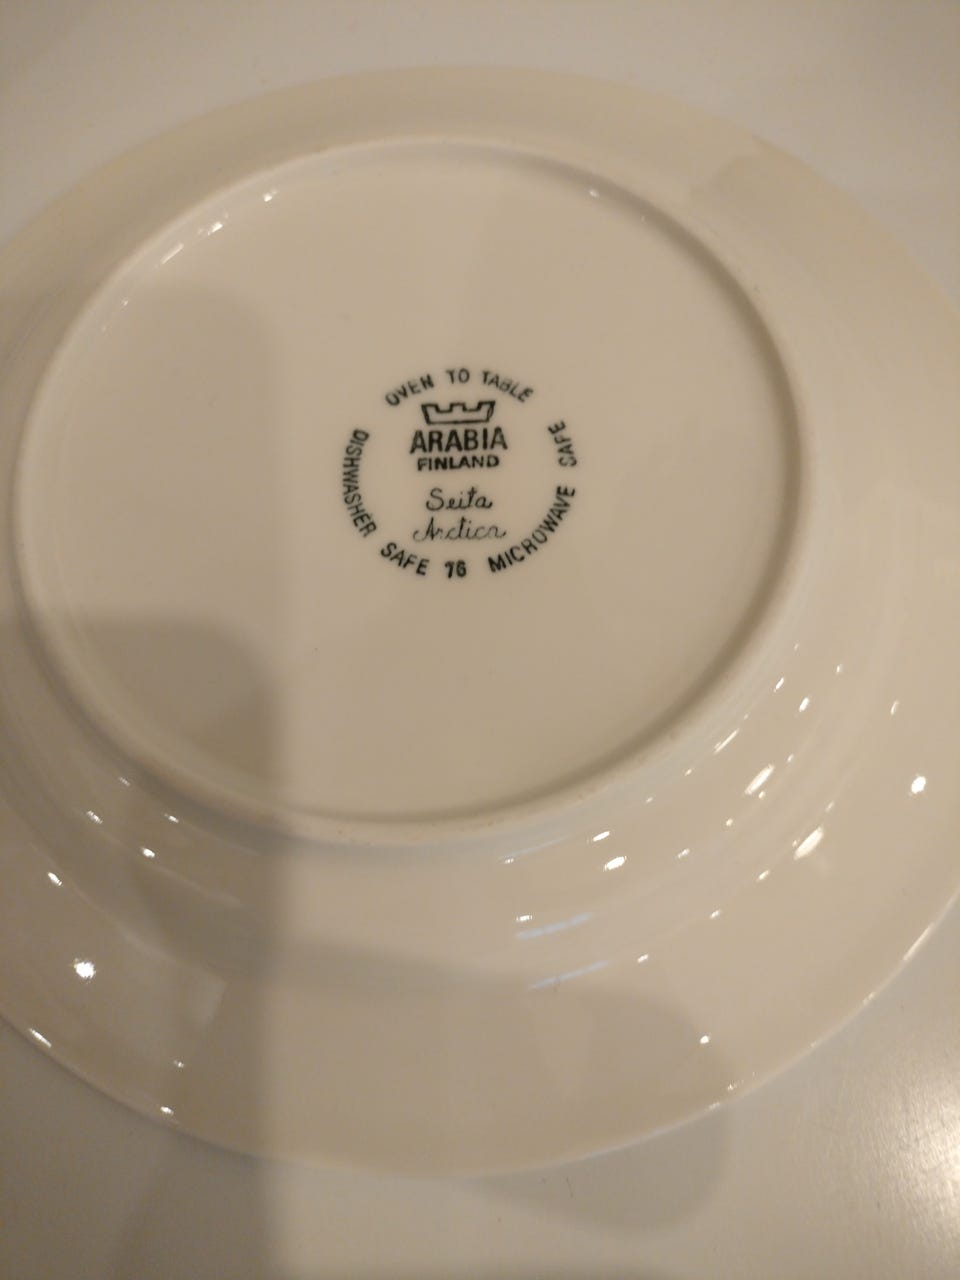 OVEN TO TABLE
ARABIA
FINLAND
Seita
Arctica
DISHWASHER SAFE 76 MICROWAVE SAFE